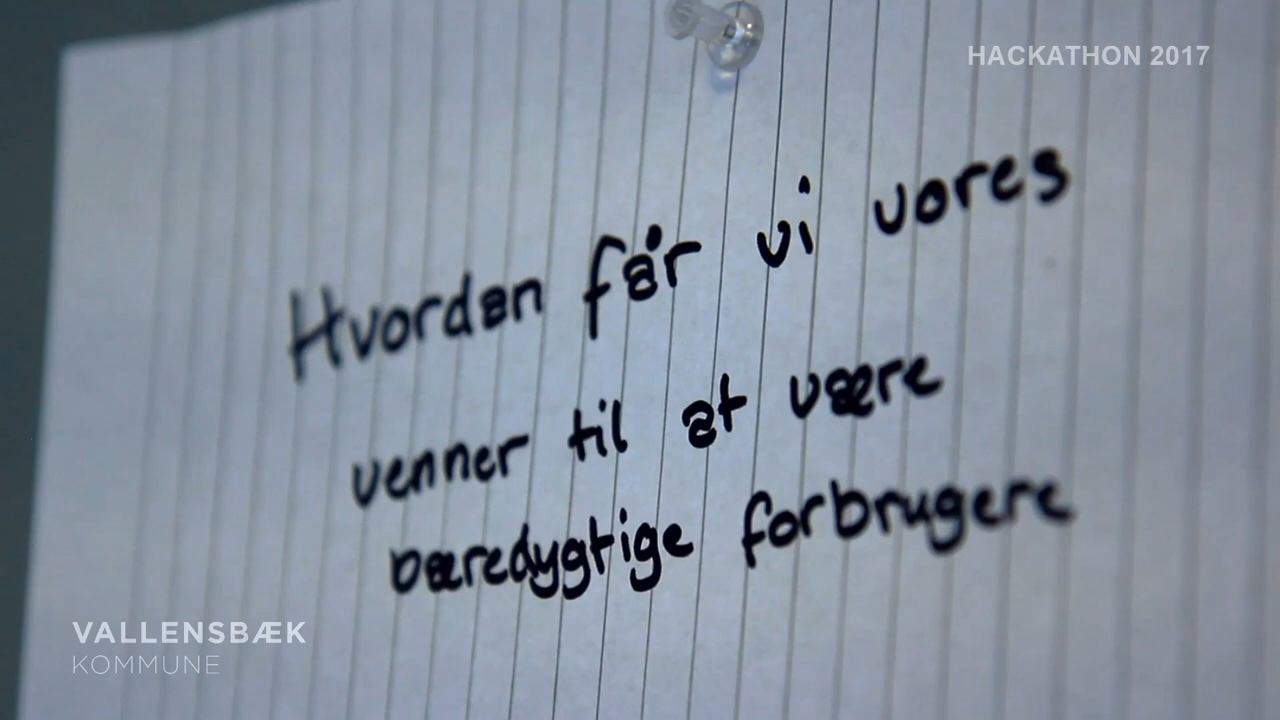 HACKATHON 2017
Hvordan får vi vores
venner til at være
bæredygtige forbrugere
VALLENSBÆK
KOMMUNE